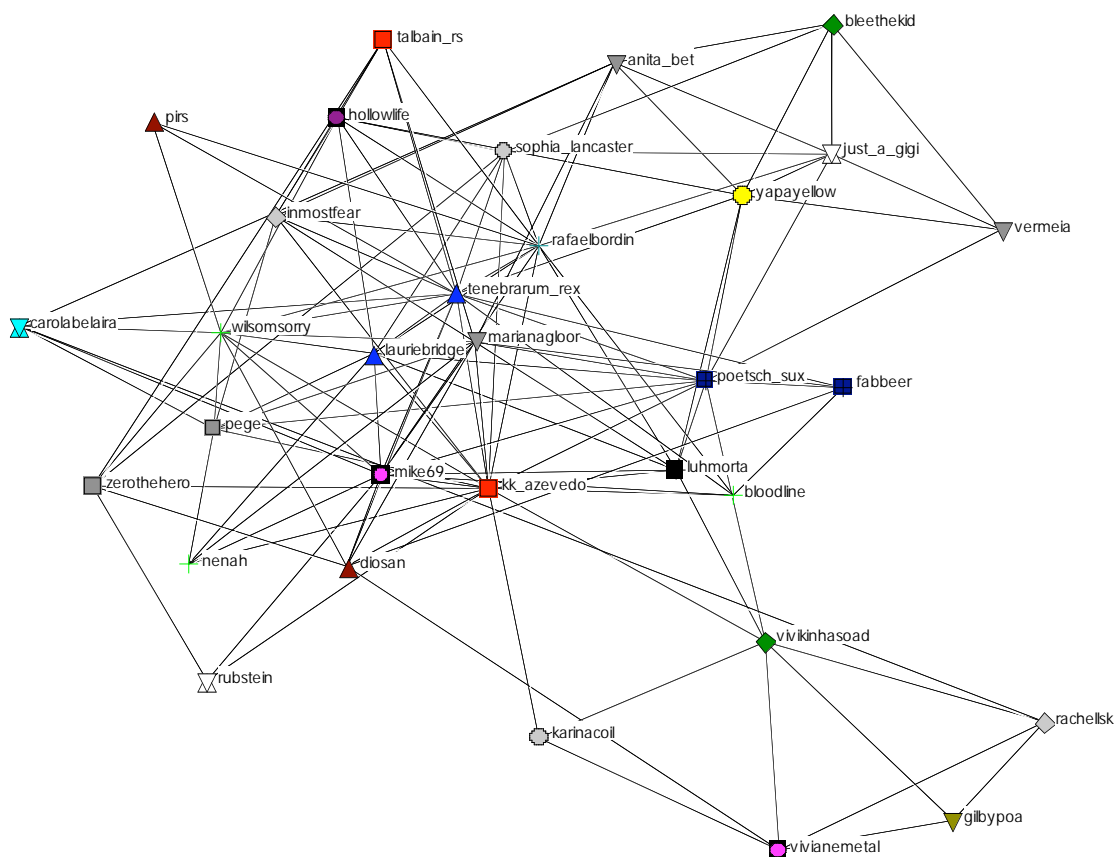 bleethekid
talbain_rs
anita_bet
hollowlife
pirs
sophia_lancaster
just_a_gigi
yapayellow
inmostfear
vermeia
rafaelbordin
tenebrarum_rex
carolabelaira
wilsomsorry
marianagloor
lauriebridge
poetsch_sux
fabbeer
pege
luhmorta
mike69
zerothehero
kk_azevedo
bloodline
nenah
diosan
vivikinhasoad
rubstein
rachellsk
karinacoil
gilbypoa
vivianemetal